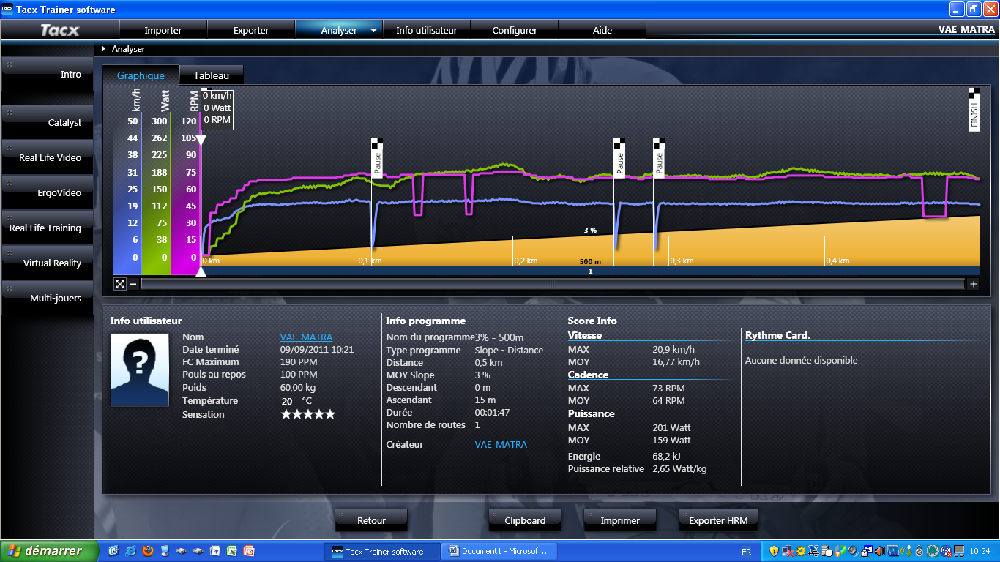 Tacx Tacx Trainer software
Tacx Importer Exporter Analyser Info utilisateur Configurer Aide VAE_MATRA
Analyser
Intro
Catalyst
Real Life Video
ErgoVideo
Real Life Training
Virtual Reality
Multi-jouers
Graphique Tableau
km/h Watt RPM
0 km/h
0 Watt
0 RPM
50 300 120
44 262 105
38 225 90
31 188 75
25 150 60
19 112 45
12 75 30
6 38 15
0 0 0
Pause Pause Pause FINISH
3 %
0 km 0,1 km 0,2 km 500 m 0,3 km 0,4 km
1
Info utilisateur
Nom VAE_MATRA
Date terminé 09/09/2011 10:21
FC Maximum 190 PPM
Pouls au repos 100 PPM
Poids 60,00 kg
Température 20 °C
Sensation ★★★★★
Info programme
Nom du programme 3% - 500m
Type programme Slope - Distance
Distance 0,5 km
MOY Slope 3 %
Descendant 0 m
Ascendant 15 m
Durée 00:01:47
Nombre de routes 1
Créateur VAE_MATRA
Score Info
Vitesse
MAX 20,9 km/h
MOY 16,77 km/h
Cadence
MAX 73 RPM
MOY 64 RPM
Puissance
MAX 201 Watt
MOY 159 Watt
Energie 68,2 kJ
Puissance relative 2,65 Watt/kg
Rythme Card.
Aucune donnée disponible
Retour Clipboard Imprimer Exporter HRM
démarrer Tacx Tacx Trainer software Document1 - Microsof... FR 10:24